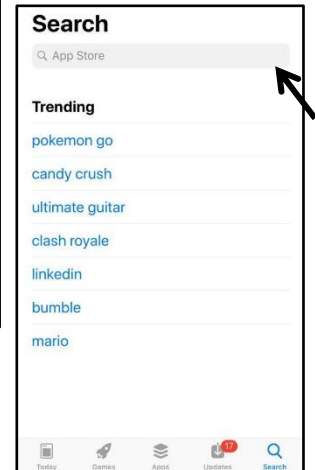 Search
App Store
Trending
pokemon go
candy crush
ultimate guitar
clash royale
linkedin
bumble
mario
17
Today Games Apps Updates Search